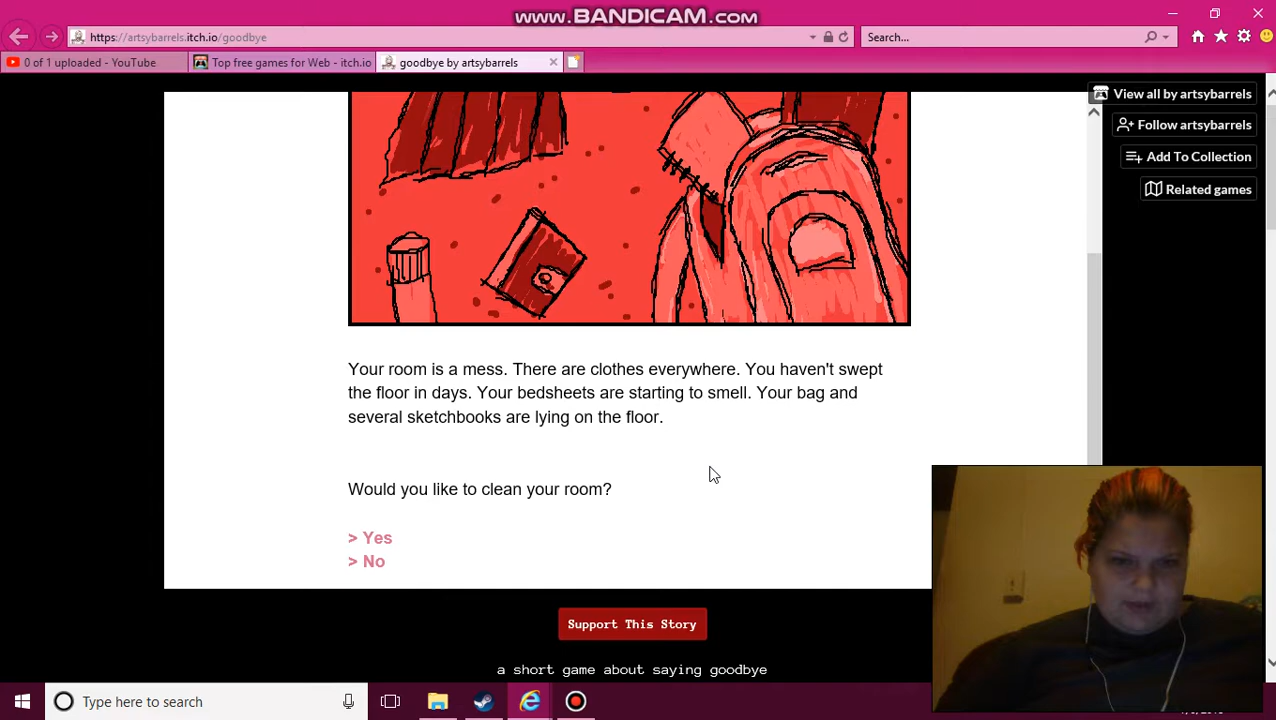 www.BANDICAM.com
https://artsybarrels.itch.io/goodbye
Search...
0 of 1 uploaded - YouTube
Top free games for Web - itch.io
goodbye by artsybarrels
View all by artsybarrels
Follow artsybarrels
Add To Collection
Related games
Your room is a mess. There are clothes everywhere. You haven't swept
the floor in days. Your bedsheets are starting to smell. Your bag and
several sketchbooks are lying on the floor.
Would you like to clean your room?
> Yes
> No
Support This Story
a short game about saying goodbye
Type here to search